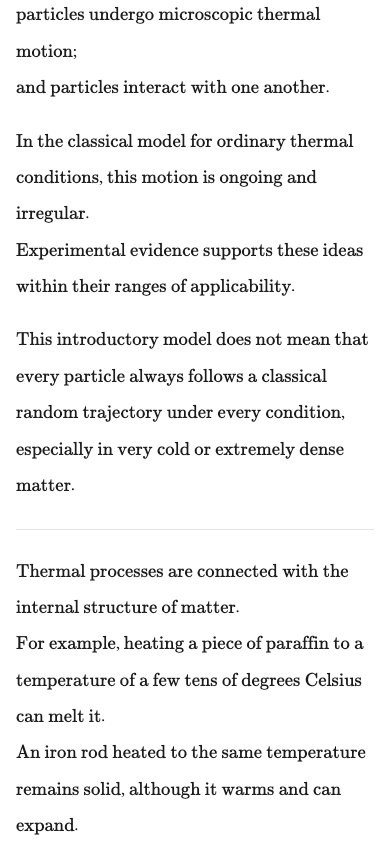 particles undergo microscopic thermal
motion;
and particles interact with one another.
In the classical model for ordinary thermal
conditions, this motion is ongoing and
irregular.
Experimental evidence supports these ideas
within their ranges of applicability.
This introductory model does not mean that
every particle always follows a classical
random trajectory under every condition,
especially in very cold or extremely dense
matter.
Thermal processes are connected with the
internal structure of matter.
For example, heating a piece of paraffin to a
temperature of a few tens of degrees Celsius
can melt it.
An iron rod heated to the same temperature
remains solid, although it warms and can
expand.